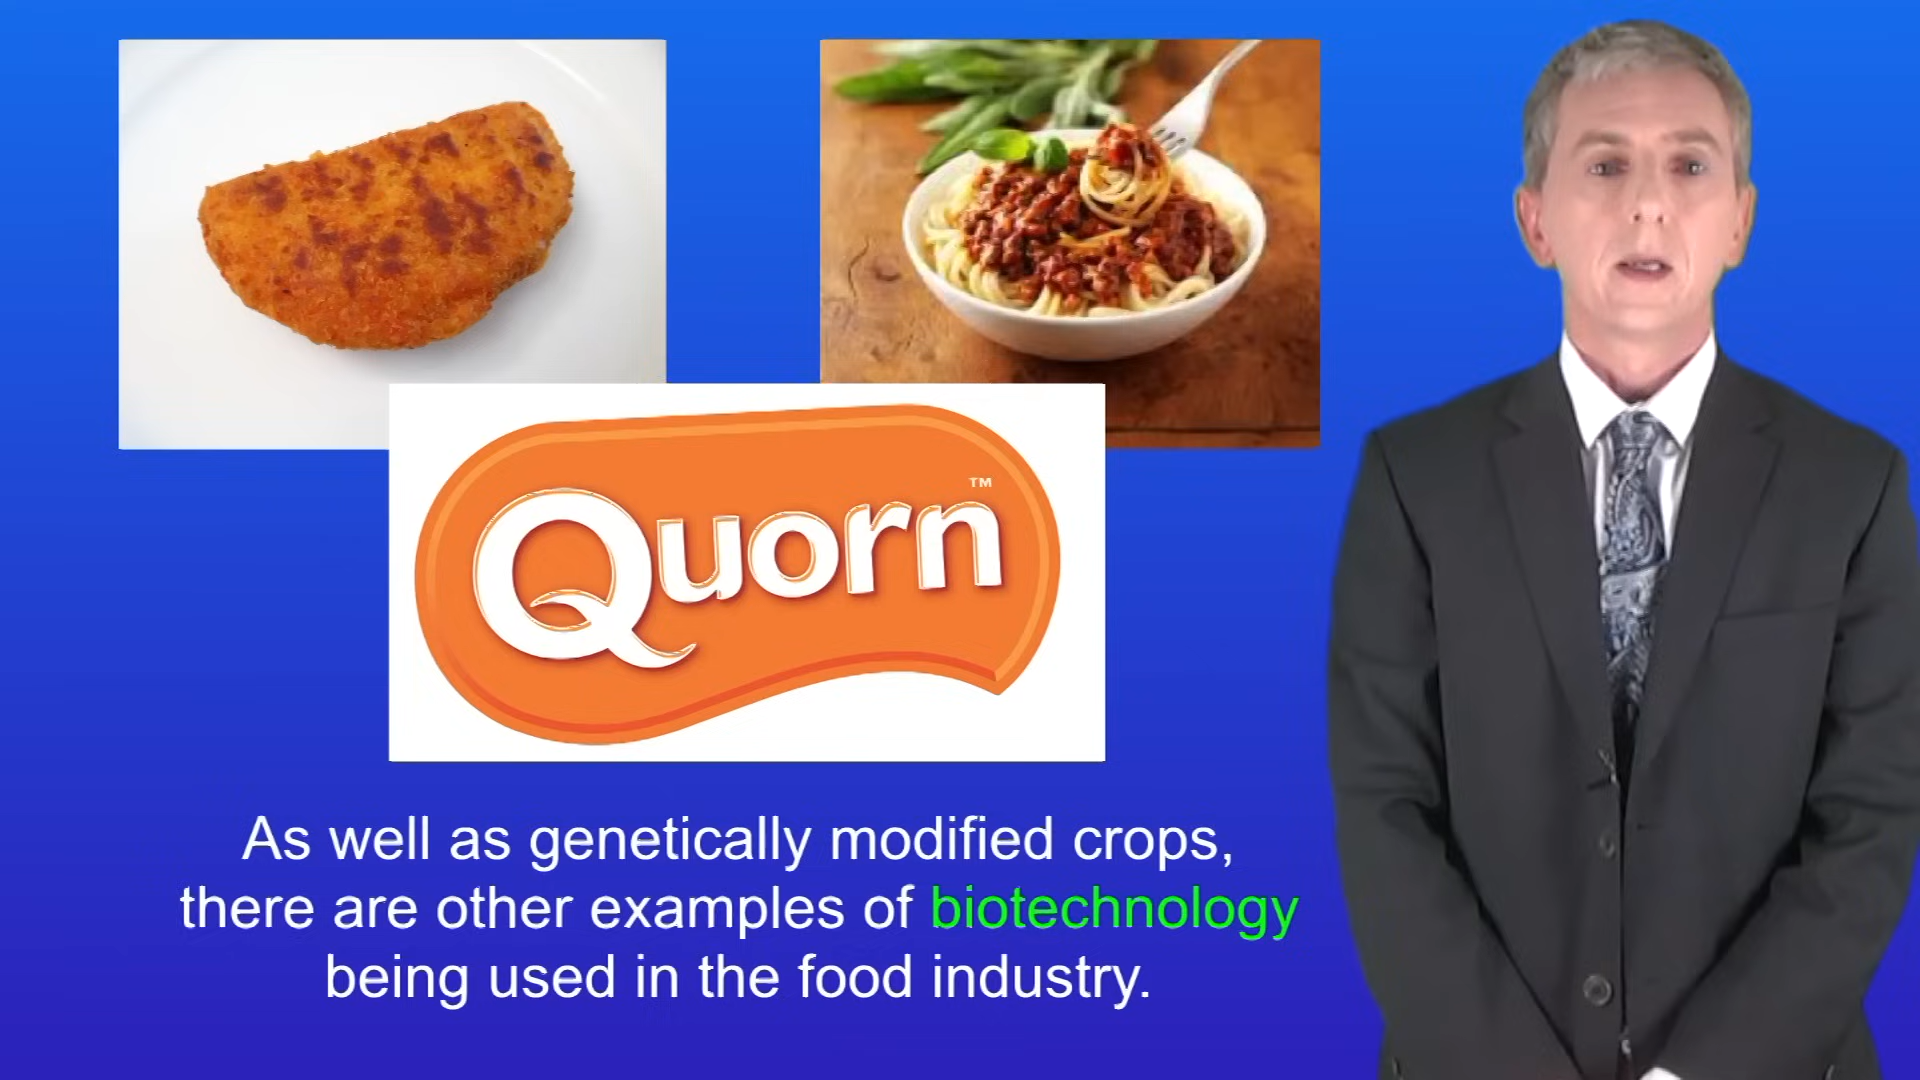 Quorn™
As well as genetically modified crops,
there are other examples of biotechnology
being used in the food industry.